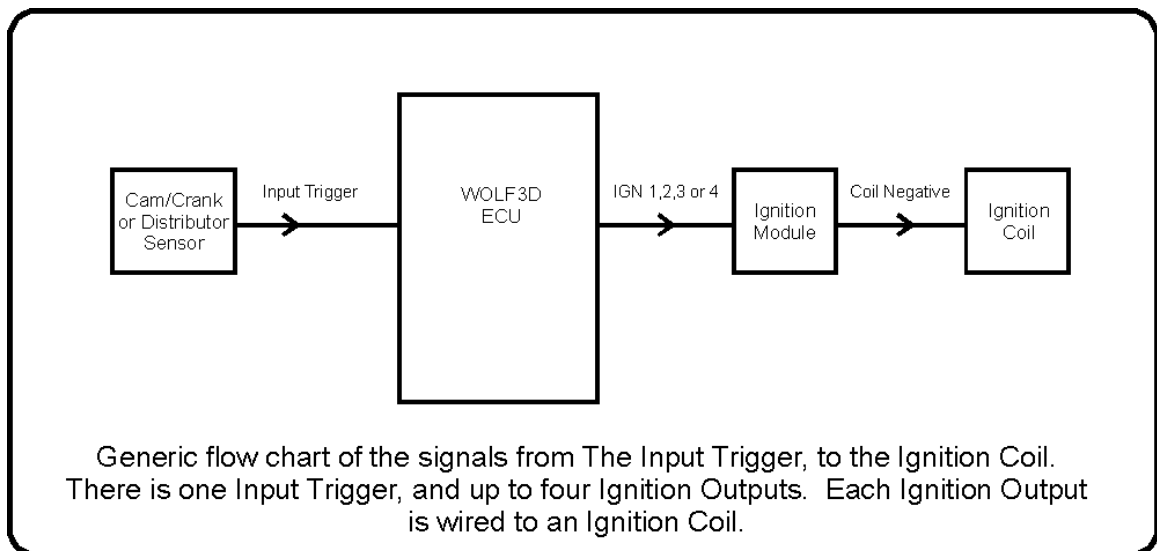 Cam/Crank
or Distributor
Sensor
Input Trigger
WOLF3D
ECU
IGN 1,2,3 or 4
Ignition
Module
Coil Negative
Ignition
Coil
Generic flow chart of the signals from The Input Trigger, to the Ignition Coil.
There is one Input Trigger, and up to four Ignition Outputs.  Each Ignition Output
is wired to an Ignition Coil.